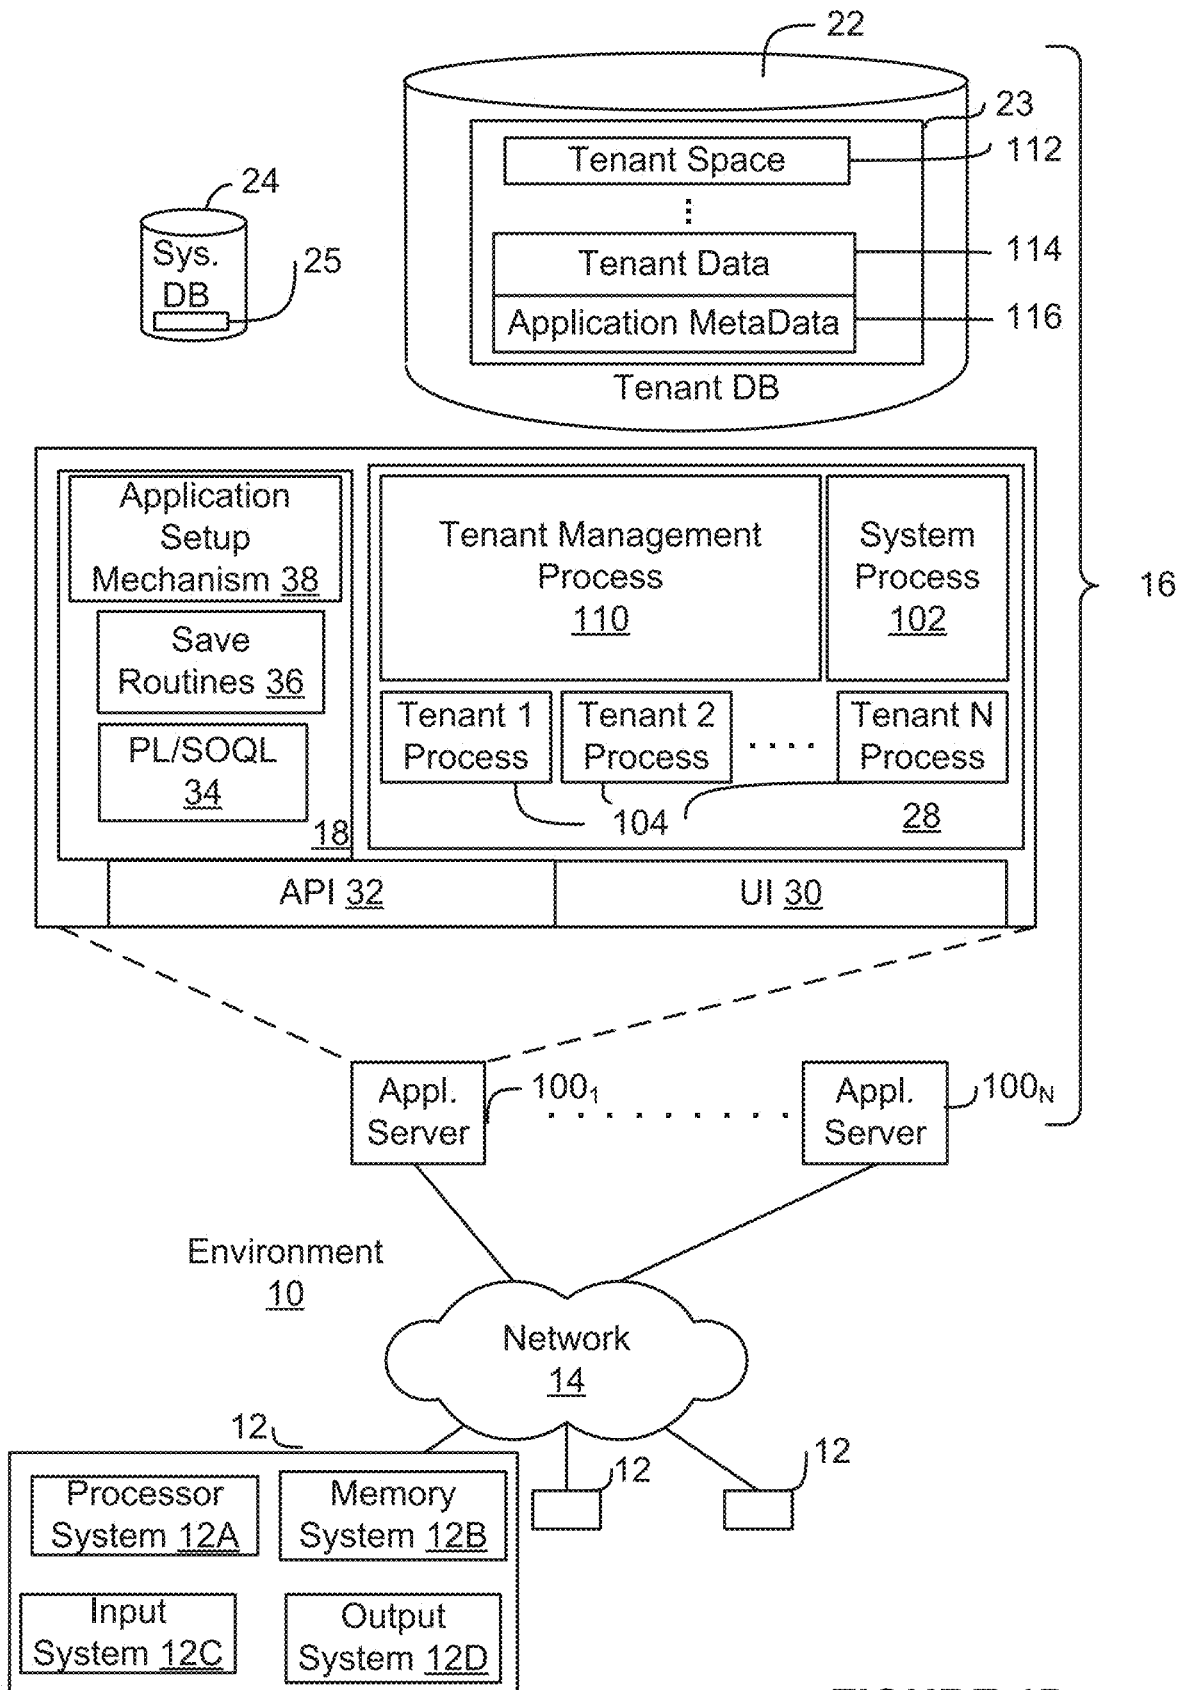 22
23
Tenant Space
112
24
Sys.
DB
25
Tenant Data
114
Application MetaData
116
Tenant DB
Application
Setup
Mechanism 38
Tenant Management
Process
110
System
Process
102
16
Save
Routines 36
PL/SOQL
34
Tenant 1
Process
Tenant 2
Process
Tenant N
Process
104
28
18
API 32
UI 30
Appl.
Server
100₁
Appl.
Server
100N
Environment
10
Network
14
12
12
12
Processor
System 12A
Memory
System 12B
Input
System 12C
Output
System 12D